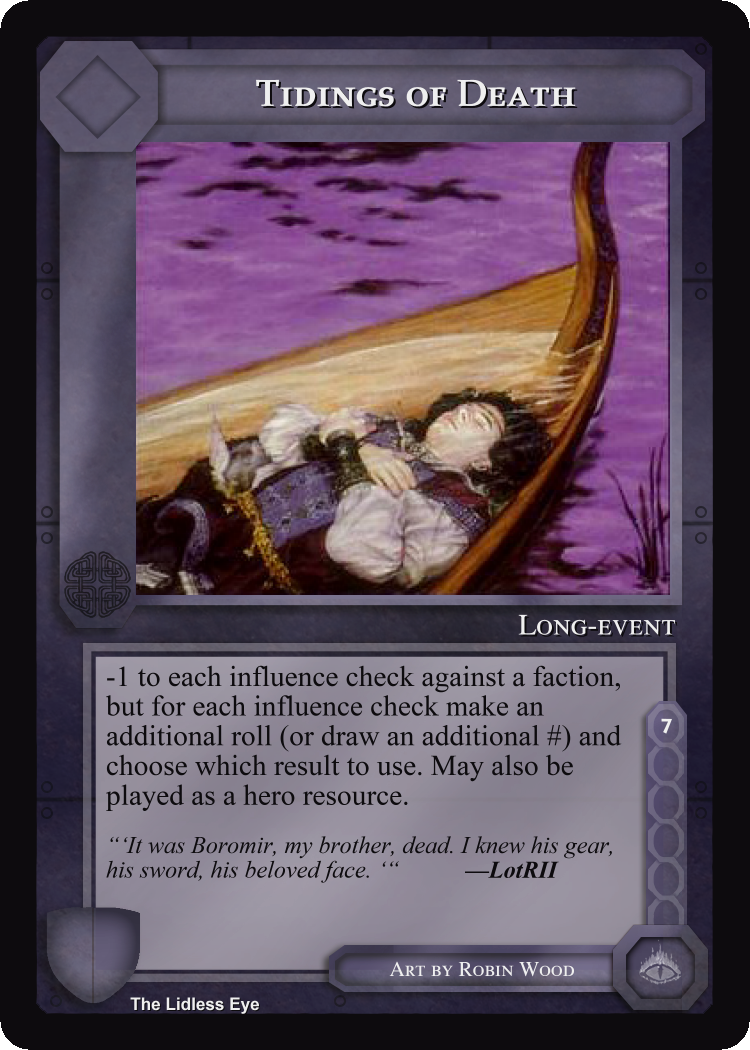 Tidings of Death
Long-event
-1 to each influence check against a faction,
but for each influence check make an
additional roll (or draw an additional #) and
choose which result to use. May also be
played as a hero resource.
7
“‘It was Boromir, my brother, dead. I knew his gear,
his sword, his beloved face. ‘“ —LotRII
Art by Robin Wood
The Lidless Eye